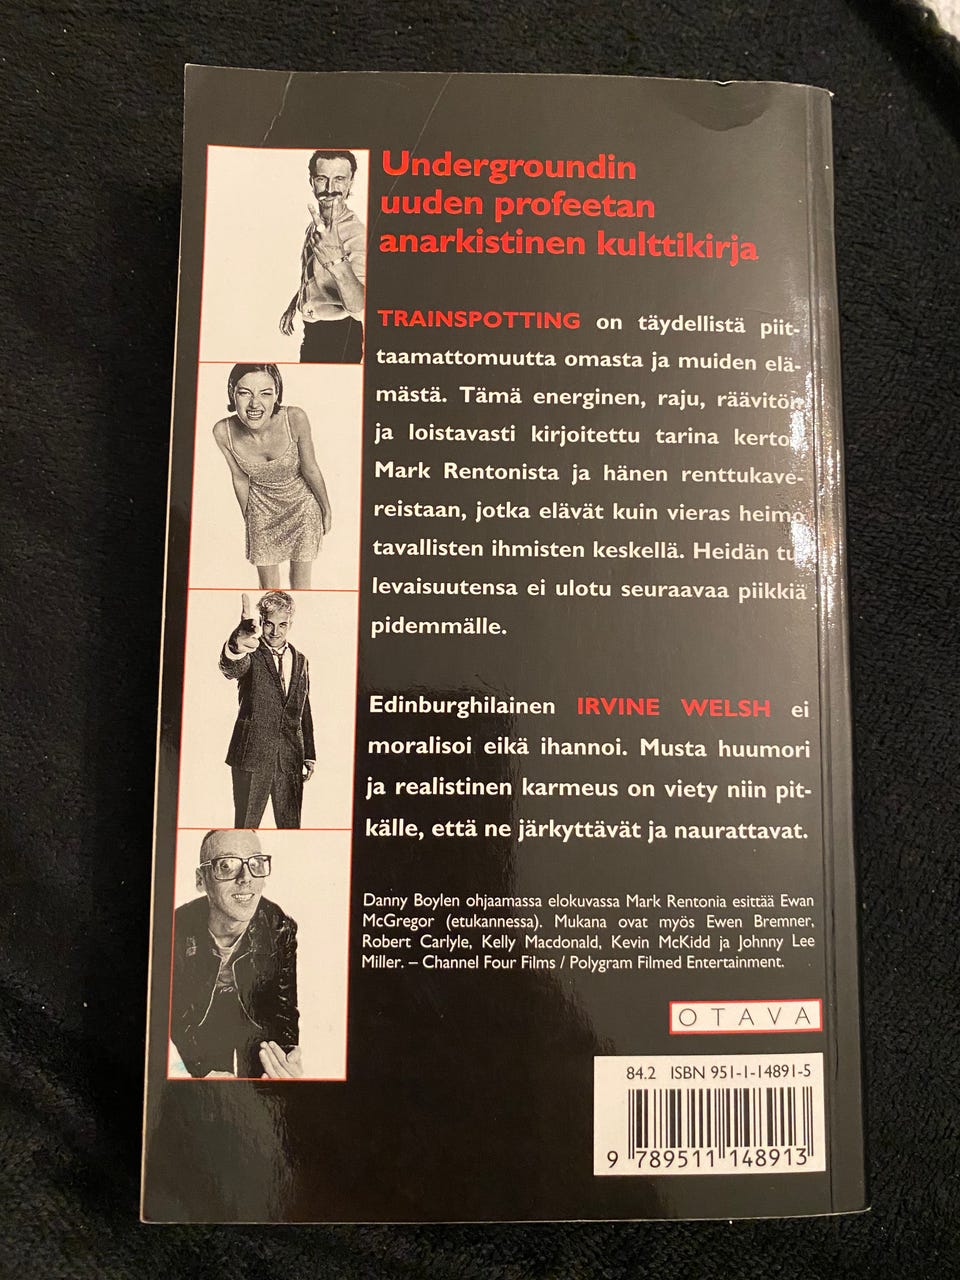 Undergroundin
uuden profeetan
anarkistinen kulttikirja
TRAINSPOTTING on täydellistä piit-
taamattomuutta omasta ja muiden elä-
mästä. Tämä energinen, raju, räävitön
ja loistavasti kirjoitettu tarina kertoo
Mark Rentonista ja hänen renttukave-
reistaan, jotka elävät kuin vieras heimo
tavallisten ihmisten keskellä. Heidän tu-
levaisuutensa ei ulotu seuraavaa piikkiä
pidemmälle.
Edinburghilainen IRVINE WELSH ei
moralisoi eikä ihannoi. Musta huumori
ja realistinen karmeus on viety niin pit-
källe, että ne järkyttävät ja naurattavat.
Danny Boylen ohjaamassa elokuvassa Mark Rentonia esittää Ewan
McGregor (etukannessa). Mukana ovat myös Ewen Bremner,
Robert Carlyle, Kelly Macdonald, Kevin McKidd ja Johnny Lee
Miller. – Channel Four Films / Polygram Filmed Entertainment.
OTAVA
84.2 ISBN 951-1-14891-5
9 789511 148913